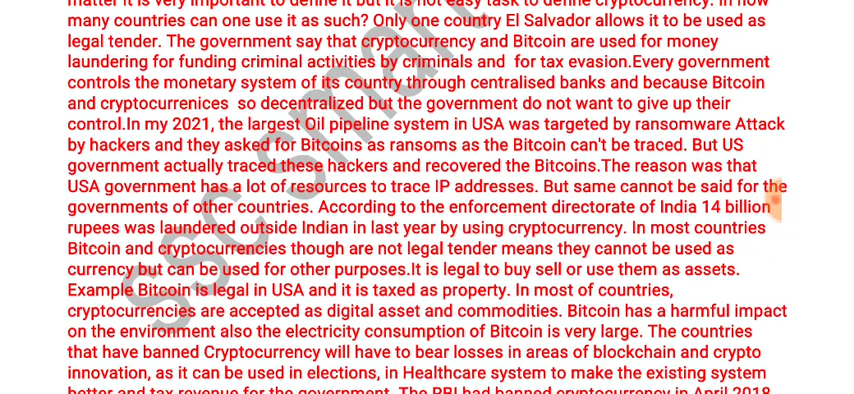 matter it is very important to define it but it is not easy task to define cryptocurrency. In how
many countries can one use it as such? Only one country El Salvador allows it to be used as
legal tender. The government say that cryptocurrency and Bitcoin are used for money
laundering for funding criminal activities by criminals and  for tax evasion.Every government
controls the monetary system of its country through centralised banks and because Bitcoin
and cryptocurrenices  so decentralized but the government do not want to give up their
control.In my 2021, the largest Oil pipeline system in USA was targeted by ransomware Attack
by hackers and they asked for Bitcoins as ransoms as the Bitcoin can't be traced. But US
government actually traced these hackers and recovered the Bitcoins.The reason was that
USA government has a lot of resources to trace IP addresses. But same cannot be said for the
governments of other countries. According to the enforcement directorate of India 14 billion
rupees was laundered outside Indian in last year by using cryptocurrency. In most countries
Bitcoin and cryptocurrencies though are not legal tender means they cannot be used as
currency but can be used for other purposes.It is legal to buy sell or use them as assets.
Example Bitcoin is legal in USA and it is taxed as property. In most of countries,
cryptocurrencies are accepted as digital asset and commodities. Bitcoin has a harmful impact
on the environment also the electricity consumption of Bitcoin is very large. The countries
that have banned Cryptocurrency will have to bear losses in areas of blockchain and crypto
innovation, as it can be used in elections, in Healthcare system to make the existing system
better and tax revenue for the government. The RBI had banned cryptocurrency in April 2018
ssc smart